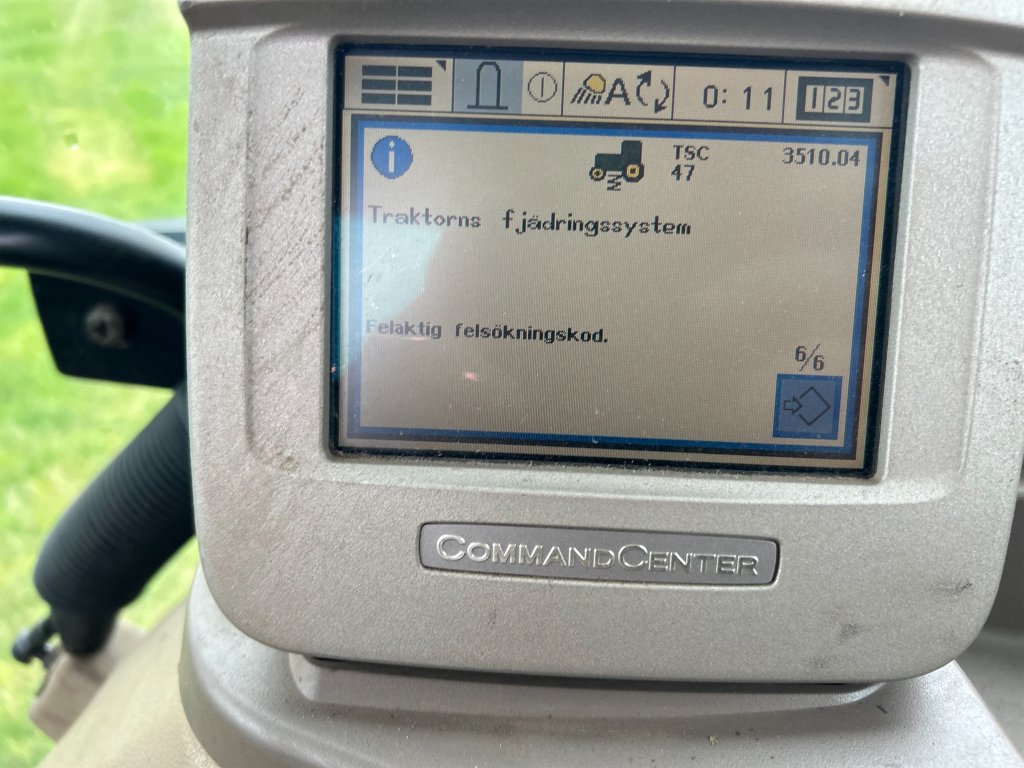 A
0:11
123
i
TSC
47
3510.04
Traktorns fjädringssystem
Felaktig felsökningskod.
6/6
COMMANDCENTER